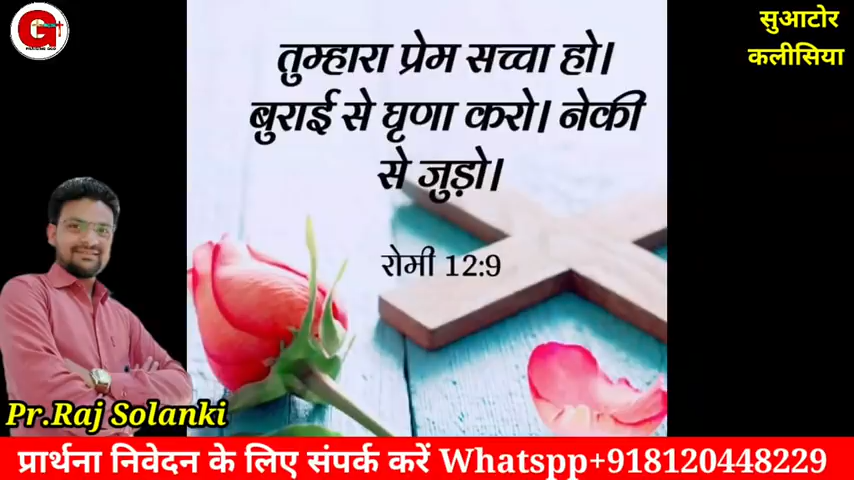 G
सुआटोर
कलीसिया
तुम्हारा प्रेम सच्चा हो।
बुराई से घृणा करो। नेकी
से जुड़ो।
रोमी 12:9
Pr.Raj Solanki
प्रार्थना निवेदन के लिए संपर्क करें Whatspp+918120448229